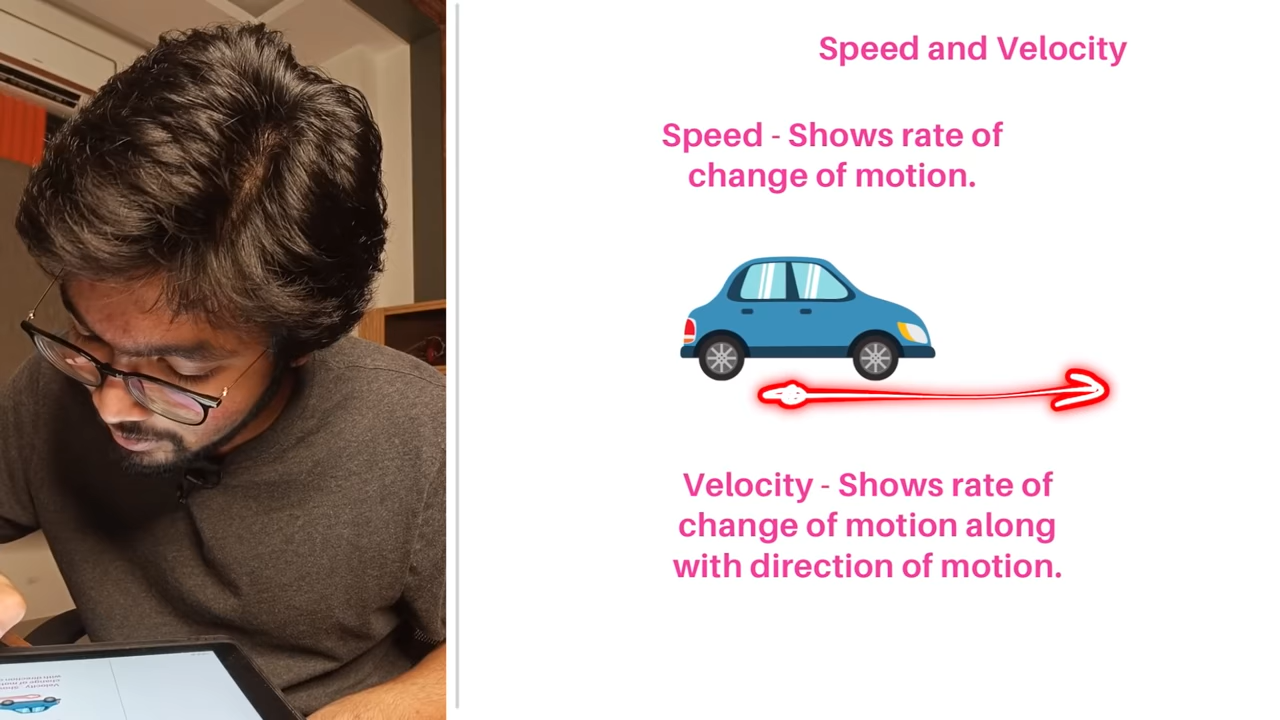 Speed and Velocity
Speed - Shows rate of
change of motion.
Velocity - Shows rate of
change of motion along
with direction of motion.